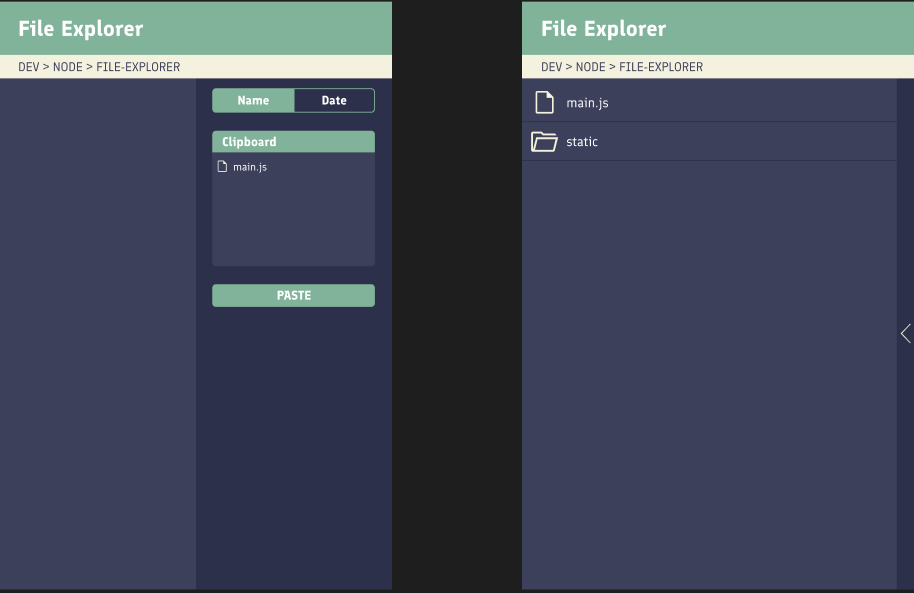 File Explorer
DEV > NODE > FILE-EXPLORER
Name Date
Clipboard
main.js
PASTE
File Explorer
DEV > NODE > FILE-EXPLORER
main.js
static